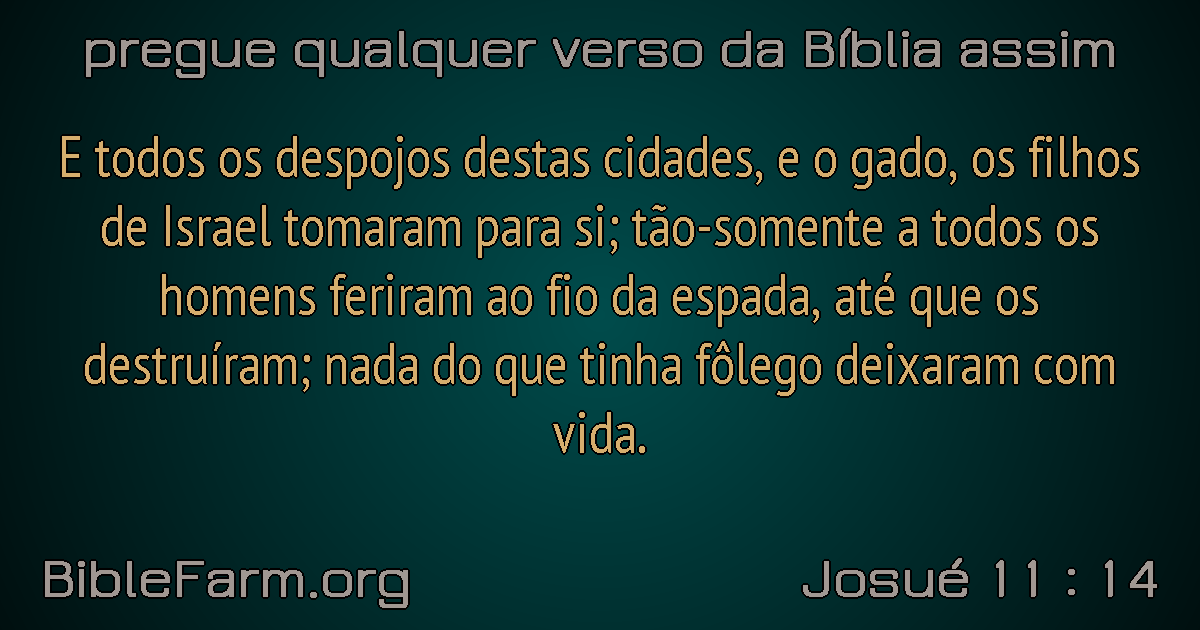 pregue qualquer verso da Bíblia assim
E todos os despojos destas cidades, e o gado, os filhos
de Israel tomaram para si; tão-somente a todos os
homens feriram ao fio da espada, até que os
destruíram; nada do que tinha fôlego deixaram com
vida.
BibleFarm.org
Josué 11 : 14